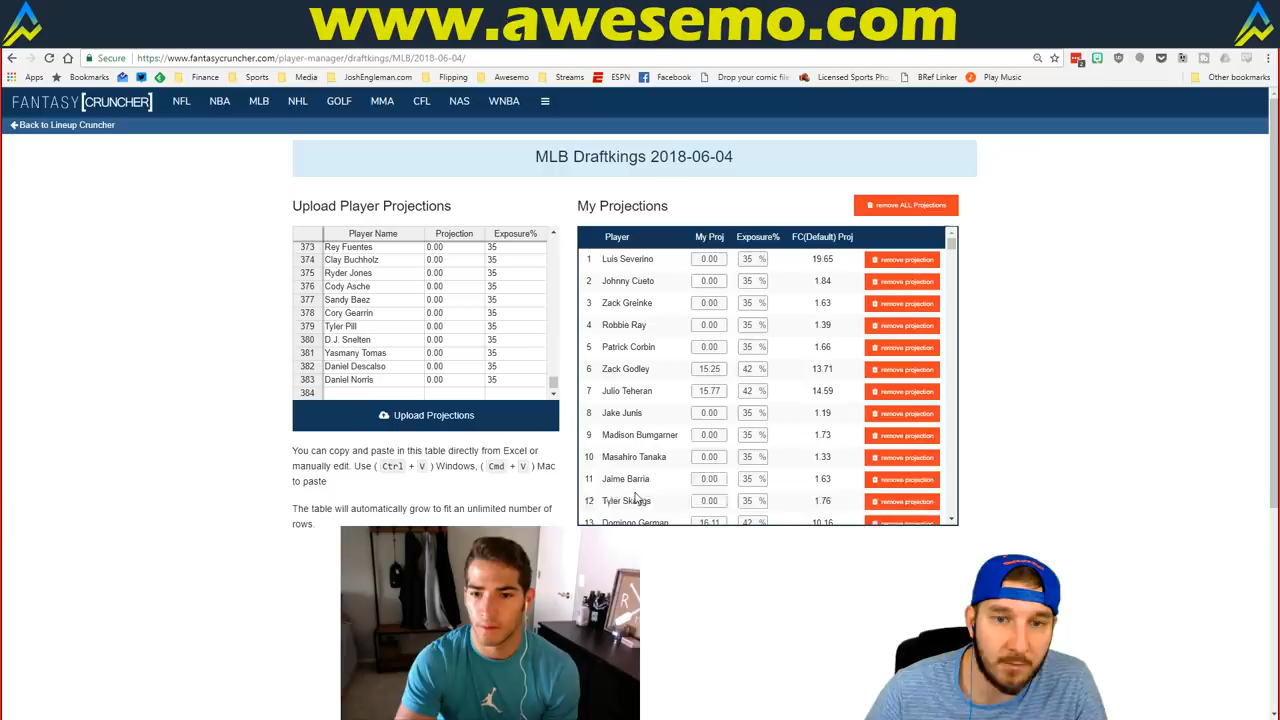 www.awesemo.com
Secure https://www.fantasycruncher.com/player-manager/draftkings/MLB/2018-06-04/
Apps Bookmarks Finance Sports Media JoshEnglemanm Flipping Awesemo Streams ESPN Facebook Drop your comic file Licensed Sports Pho BRef Linker Play Music Other bookmarks
FANTASY [CRUNCHER] NFL NBA MLB NHL GOLF MMA CFL NAS WNBA
Back to Lineup Cruncher
MLB Draftkings 2018-06-04
Upload Player Projections
Player Name Projection Exposure%
373 Rey Fuentes 0.00 35
374 Clay Buchholz 0.00 35
375 Ryder Jones 0.00 35
376 Cody Asche 0.00 35
377 Sandy Baez 0.00 35
378 Cory Gearrin 0.00 35
379 Tyler Pill 0.00 35
380 D.J. Snelten 0.00 35
381 Yasmany Tomas 0.00 35
382 Daniel Descalso 0.00 35
383 Daniel Norris 0.00 35
384
Upload Projections
You can copy and paste in this table directly from Excel or
manually edit. Use ( Ctrl + V ) Windows, ( Cmd + V ) Mac
to paste
The table will automatically grow to fit an unlimited number of
rows.
My Projections
remove ALL Projections
Player My Proj Exposure% FC(Default) Proj
1 Luis Severino 0.00 35 % 19.65 remove projection
2 Johnny Cueto 0.00 35 % 1.84 remove projection
3 Zack Greinke 0.00 35 % 1.63 remove projection
4 Robbie Ray 0.00 35 % 1.39 remove projection
5 Patrick Corbin 0.00 35 % 1.66 remove projection
6 Zack Godley 15.25 42 % 13.71 remove projection
7 Julio Teheran 15.77 42 % 14.59 remove projection
8 Jake Junis 0.00 35 % 1.19 remove projection
9 Madison Bumgarner 0.00 35 % 1.73 remove projection
10 Masahiro Tanaka 0.00 35 % 1.33 remove projection
11 Jaime Barria 0.00 35 % 1.63 remove projection
12 Tyler Skaggs 0.00 35 % 1.76 remove projection
13 Domingo German 16.11 42 % 10.16 remove projection
R